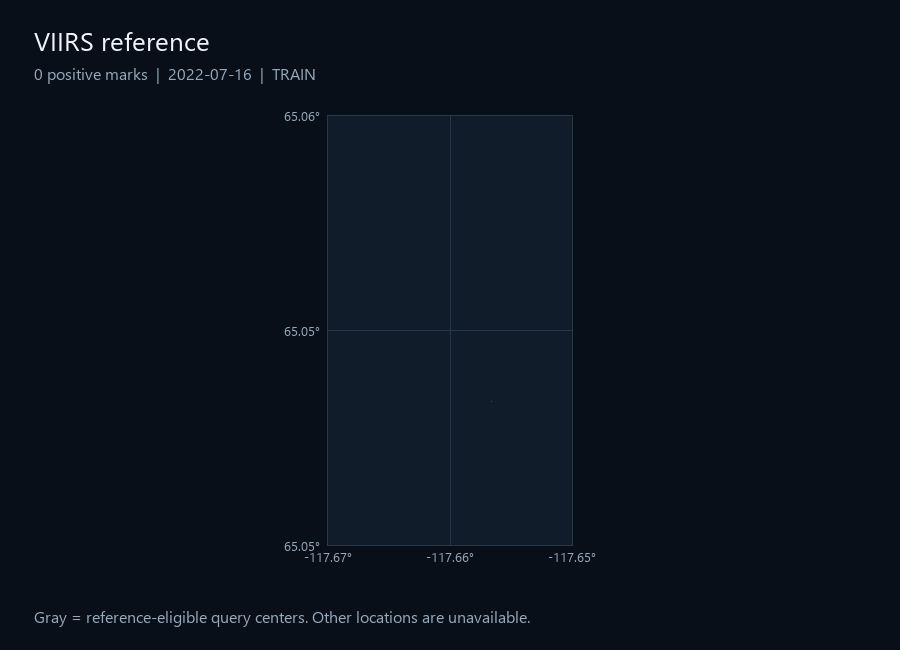 VIIRS reference
0 positive marks | 2022-07-16 | TRAIN
65.06°
65.05°
65.05°
-117.67° -117.66° -117.65°
Gray = reference-eligible query centers. Other locations are unavailable.